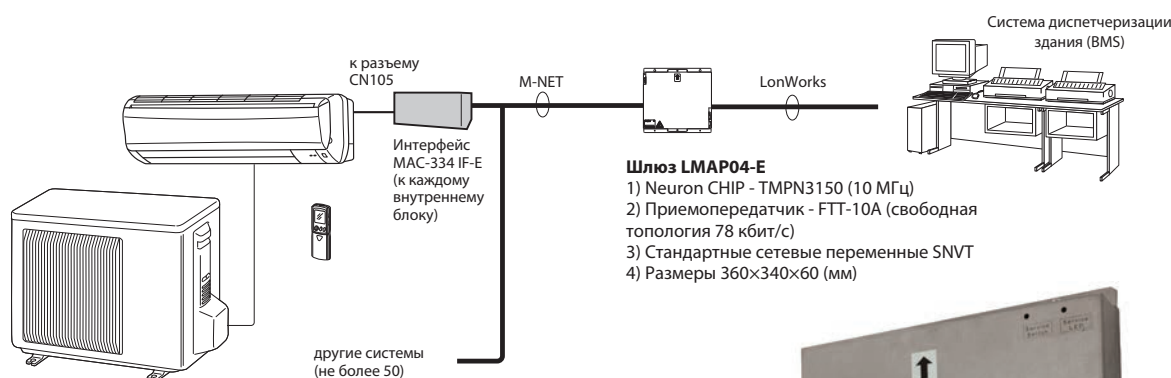 Система диспетчеризации
здания (BMS)
к разъему
CN105
M-NET
LonWorks
Интерфейс
MAC-334 IF-E
(к каждому
внутреннему
блоку)
Шлюз LMAP04-E
1) Neuron CHIP - TMPN3150 (10 МГц)
2) Приемопередатчик - FTT-10A (свободная
топология 78 кбит/с)
3) Стандартные сетевые переменные SNVT
4) Размеры 360×340×60 (мм)
другие системы
(не более 50)